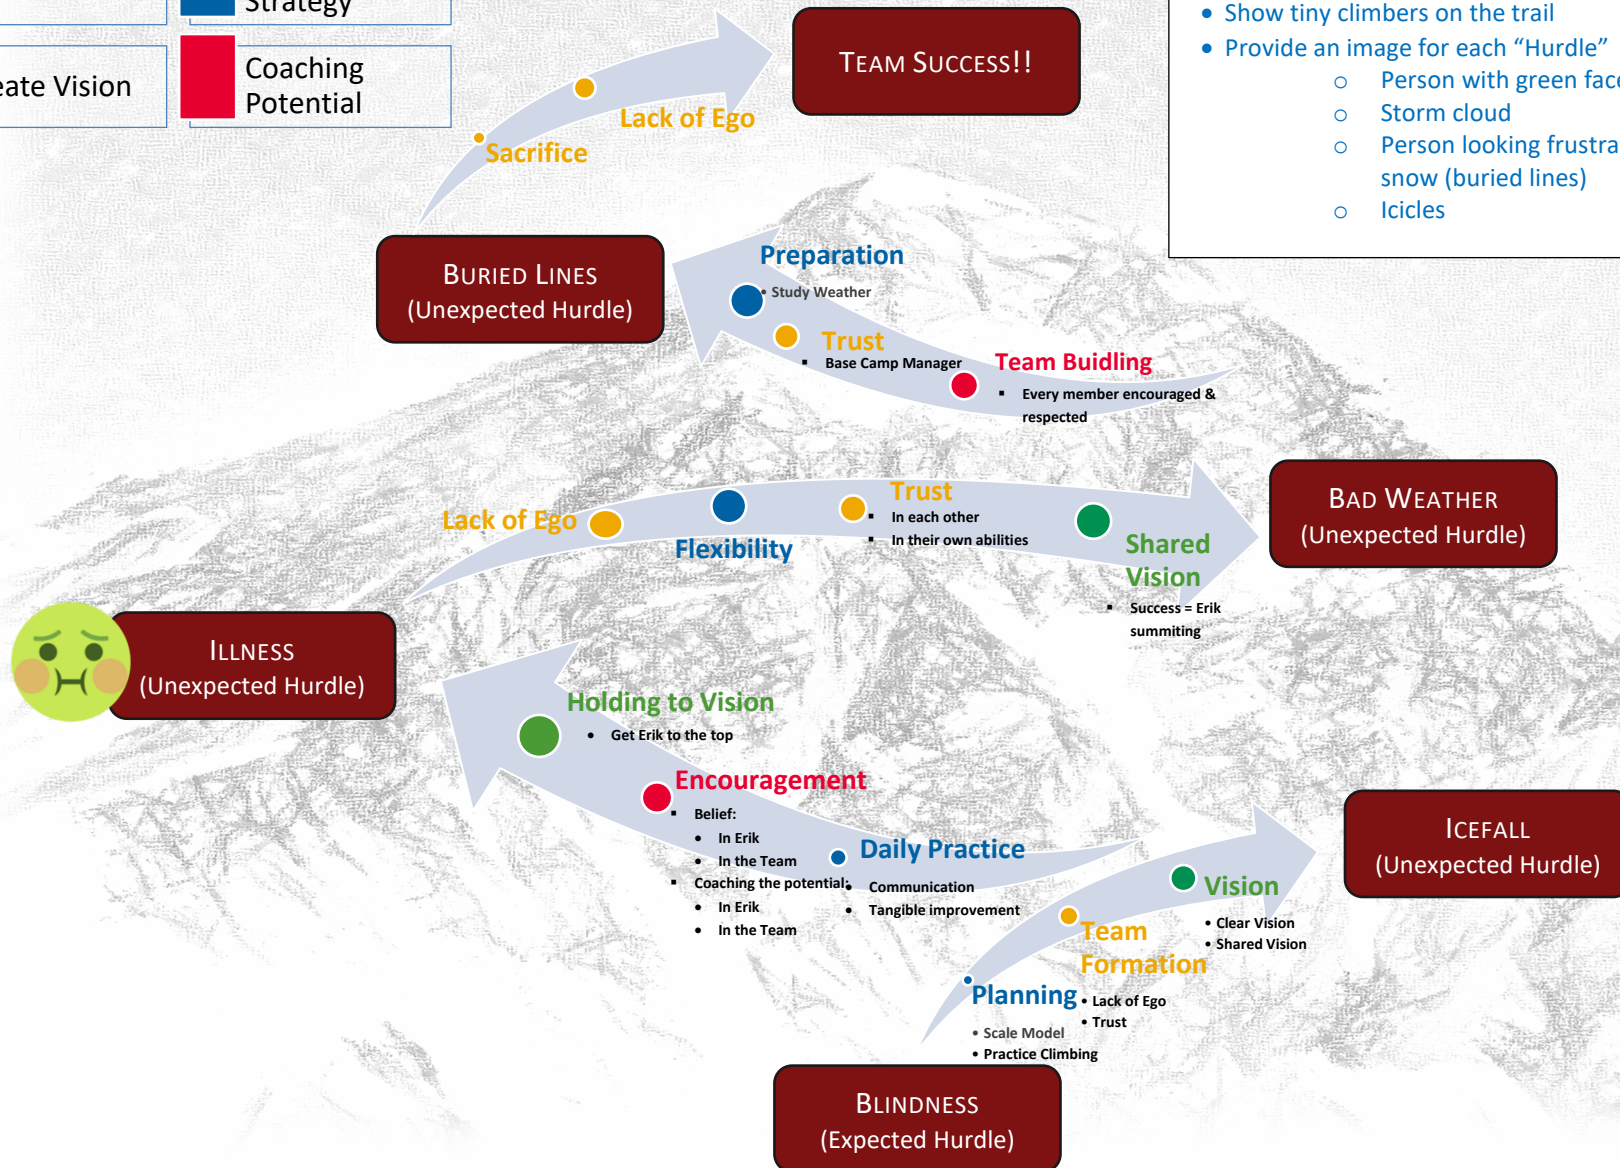 Strategy
Vision
Coaching
Potential
• Show tiny climbers on the trail
• Provide an image for each “Hurdle”
o Person with green face
o Storm cloud
o Person looking
snow (buried lines)
o Icicles
TEAM SUCCESS!!
Lack of Ego
Sacrifice
BURIED LINES
(Unexpected Hurdle)
Preparation
• Study Weather
Trust
▪ Base Camp Manager
Team Buidling
▪ Every member encouraged &
respected
BAD WEATHER
(Unexpected Hurdle)
Lack of Ego
Flexibility
Trust
▪ In each other
▪ In their own abilities
Shared
Vision
▪ Success = Erik
summiting
ILLNESS
(Unexpected Hurdle)
Holding to Vision
• Get Erik to the top
Encouragement
▪ Belief:
• In Erik
• In the Team
▪ Coaching the potential:
• In Erik
• In the Team
Daily Practice
• Communication
• Tangible improvement
ICEFALL
(Unexpected Hurdle)
Vision
• Clear Vision
• Shared Vision
Team
Formation
• Lack of Ego
• Trust
Planning
• Scale Model
• Practice Climbing
BLINDNESS
(Expected Hurdle)